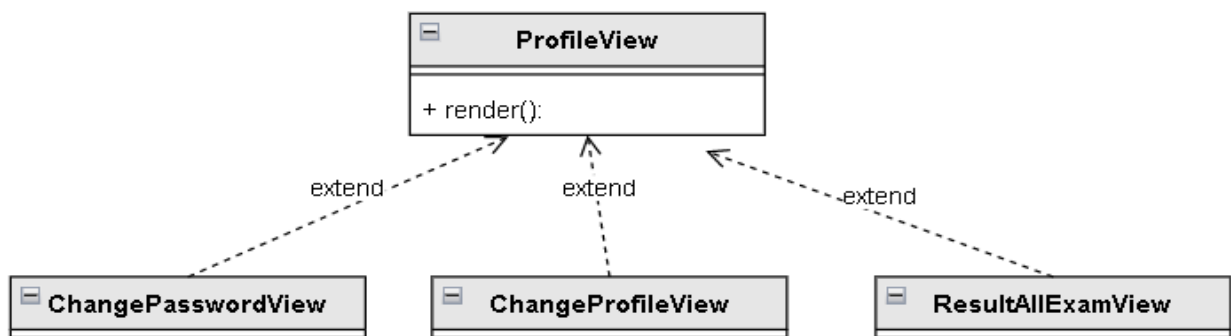 ProfileView
+ render():
extend
extend
extend
ChangePasswordView
ChangeProfileView
ResultAllExamView